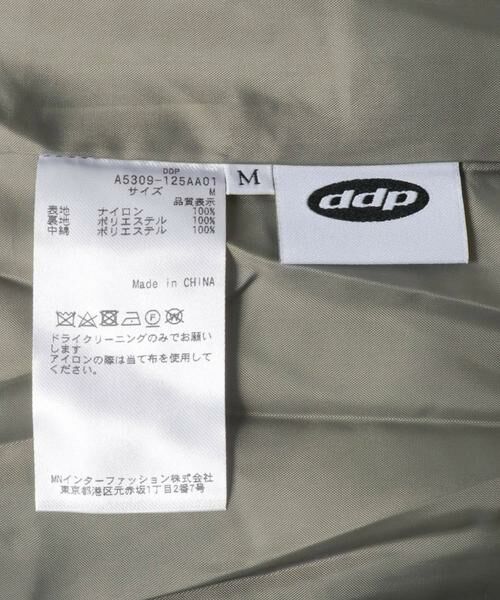 DDP
A5309-125AA01
サイズ M
品質表示
表地 ナイロン 100%
裏地 ポリエステル 100%
中綿 ポリエステル 100%
Made in CHINA
ドライクリーニングのみでお願い
します
アイロンの際は当て布を使用して
ください。
MNインターファッション株式会社
東京都港区元赤坂1丁目2番7号
M
ddp